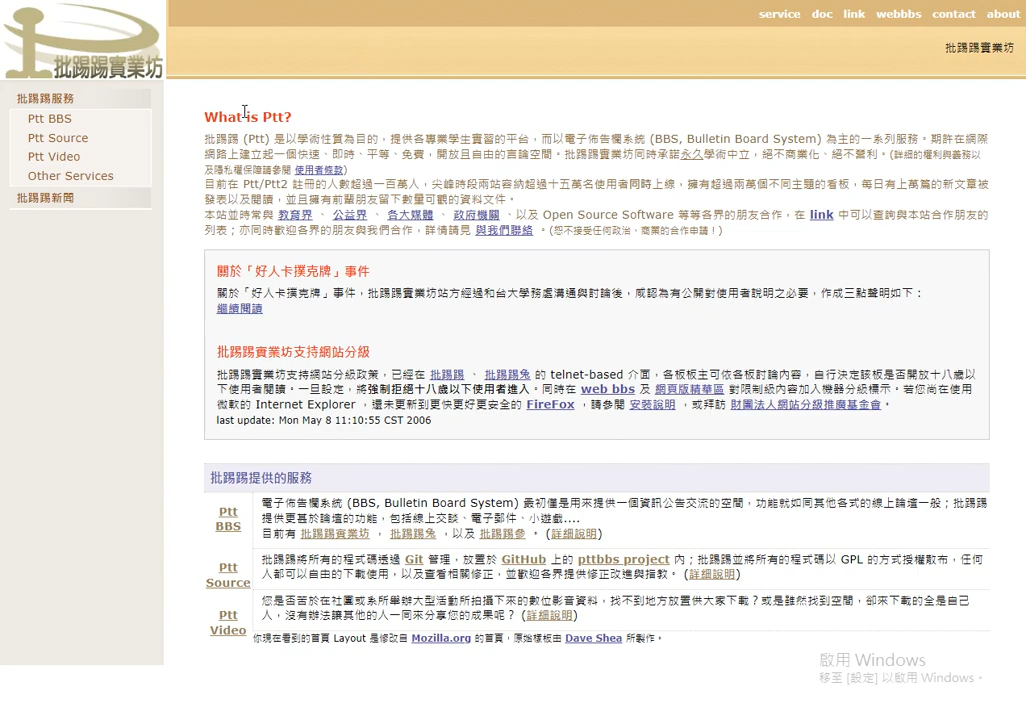 service doc link webbbs contact about
批踢踢實業坊
批踢踢實業坊
批踢踢服務
Ptt BBS
Ptt Source
Ptt Video
Other Services
批踢踢新聞
What is Ptt?
批踢踢 (Ptt) 是以學術性質為目的，提供各專業學生實習的平台，而以電子佈告欄系統 (BBS, Bulletin Board System) 為主的一系列服務。期許在網際
網路上建立起一個快速、即時、平等、免費，開放且自由的言論空間。批踢踢實業坊同時承諾永久學術中立，絕不商業化、絕不營利。(詳細的權利與義務以
及隱私權保障請參閱 使用者條款)
目前在 Ptt/Ptt2 註冊的人數超過一百萬人，尖峰時段兩站容納超過十五萬名使用者同時上線，擁有超過兩萬個不同主題的看板，每日有上萬篇的新文章被
發表以及閱讀，並且擁有前輩朋友留下數量可觀的資料文件。
本站並時常與 教育界 、 公益界 、 各大媒體 、 政府機關 、以及 Open Source Software 等等各界的朋友合作，在 link 中可以查詢與本站合作朋友的
列表；亦同時歡迎各界的朋友與我們合作，詳情請見 與我們聯絡 。(恕不接受任何政治、商業的合作申請！)
關於「好人卡撲克牌」事件
關於「好人卡撲克牌」事件，批踢踢實業坊站方經過和台大學務處溝通與討論後，咸認為有公開對使用者說明之必要，作成三點聲明如下：
繼續閱讀
批踢踢實業坊支持網站分級
批踢踢實業坊支持網站分級政策，已經在 批踢踢 、 批踢踢兔 的 telnet-based 介面，各板板主可依各板討論內容，自行決定該板是否開放十八歲以
下使用者閱讀。一旦設定，將強制拒絕十八歲以下使用者進入。同時在 web bbs 及 網頁版精華區 對限制級內容加入機器分級標示。若您尚在使用
微軟的 Internet Explorer ，還未更新到更快更好更安全的 FireFox ，請參閱 安裝說明 ，或拜訪 財團法人網站分級推廣基金會。
last update: Mon May 8 11:10:55 CST 2006
批踢踢提供的服務
Ptt
BBS
電子佈告欄系統 (BBS, Bulletin Board System) 最初僅是用來提供一個資訊公告交流的空間，功能就如同其他各式的線上論壇一般；批踢踢
提供更甚於論壇的功能，包括線上交談、電子郵件、小遊戲....
目前有 批踢踢實業坊 ， 批踢踢兔 ，以及 批踢踢參 。 (詳細說明)
Ptt
Source
批踢踢將所有的程式碼透過 Git 管理，放置於 GitHub 上的 pttbbs project 內；批踢踢並將所有的程式碼以 GPL 的方式授權散布，任何
人都可以自由的下載使用，以及查看相關修正，並歡迎各界提供修正改進與指教。 (詳細說明)
Ptt
Video
您是否苦於在社團或系所舉辦大型活動所拍攝下來的數位影音資料，找不到地方放置供大家下載？或是雖然找到空間，卻來下載的全是自己
人，沒有辦法讓其他的人一同來分享您的成果呢？ (詳細說明)
你現在看到的首頁 Layout 是修改自 Mozilla.org 的首頁，原始樣板由 Dave Shea 所製作。
啟用 Windows
移至 [設定] 以啟用 Windows。